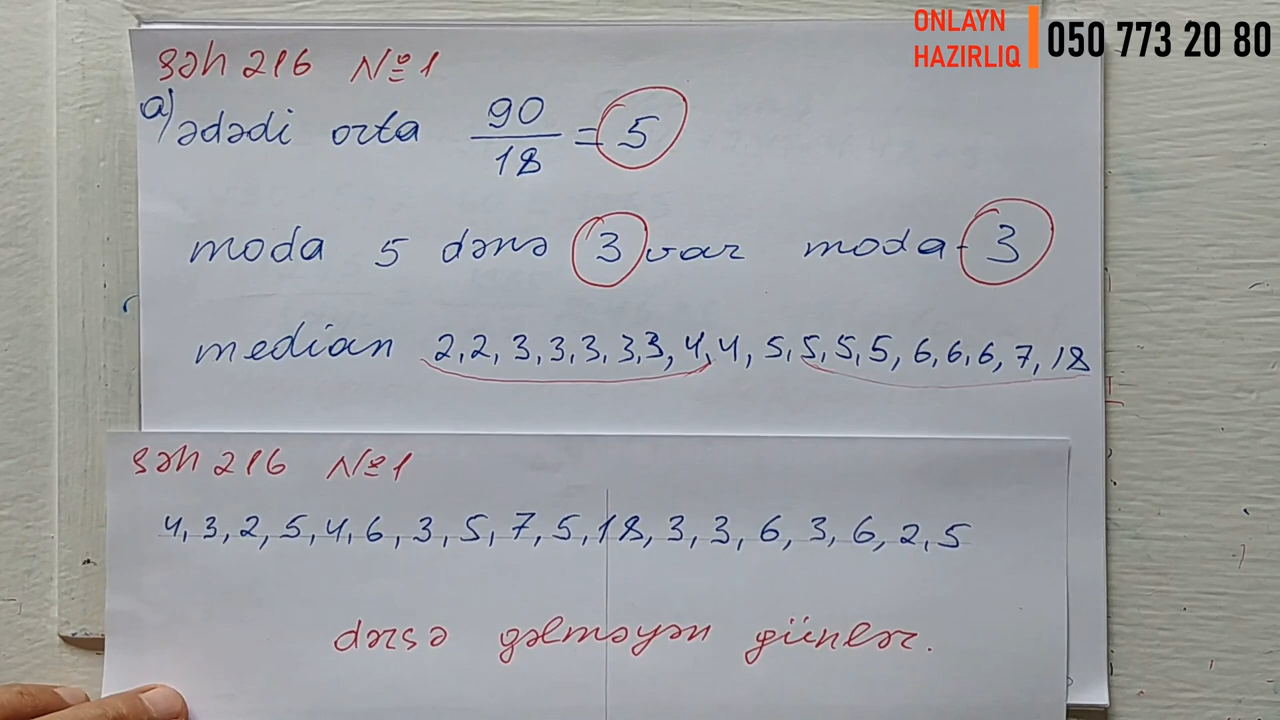 ONLAYN
HAZIRLIQ
050 773 20 80
səh 216 №1
a) ədədi orta 90/18 = 5
moda 5 dənə 3 var moda - 3
median 2,2,3,3,3,3,3,4,4,5,5,5,5,6,6,6,7,18
səh 216 №1
4,3,2,5,4,6,3,5,7,5,18,3,3,6,3,6,2,5
dərsə gəlməyən günlər.